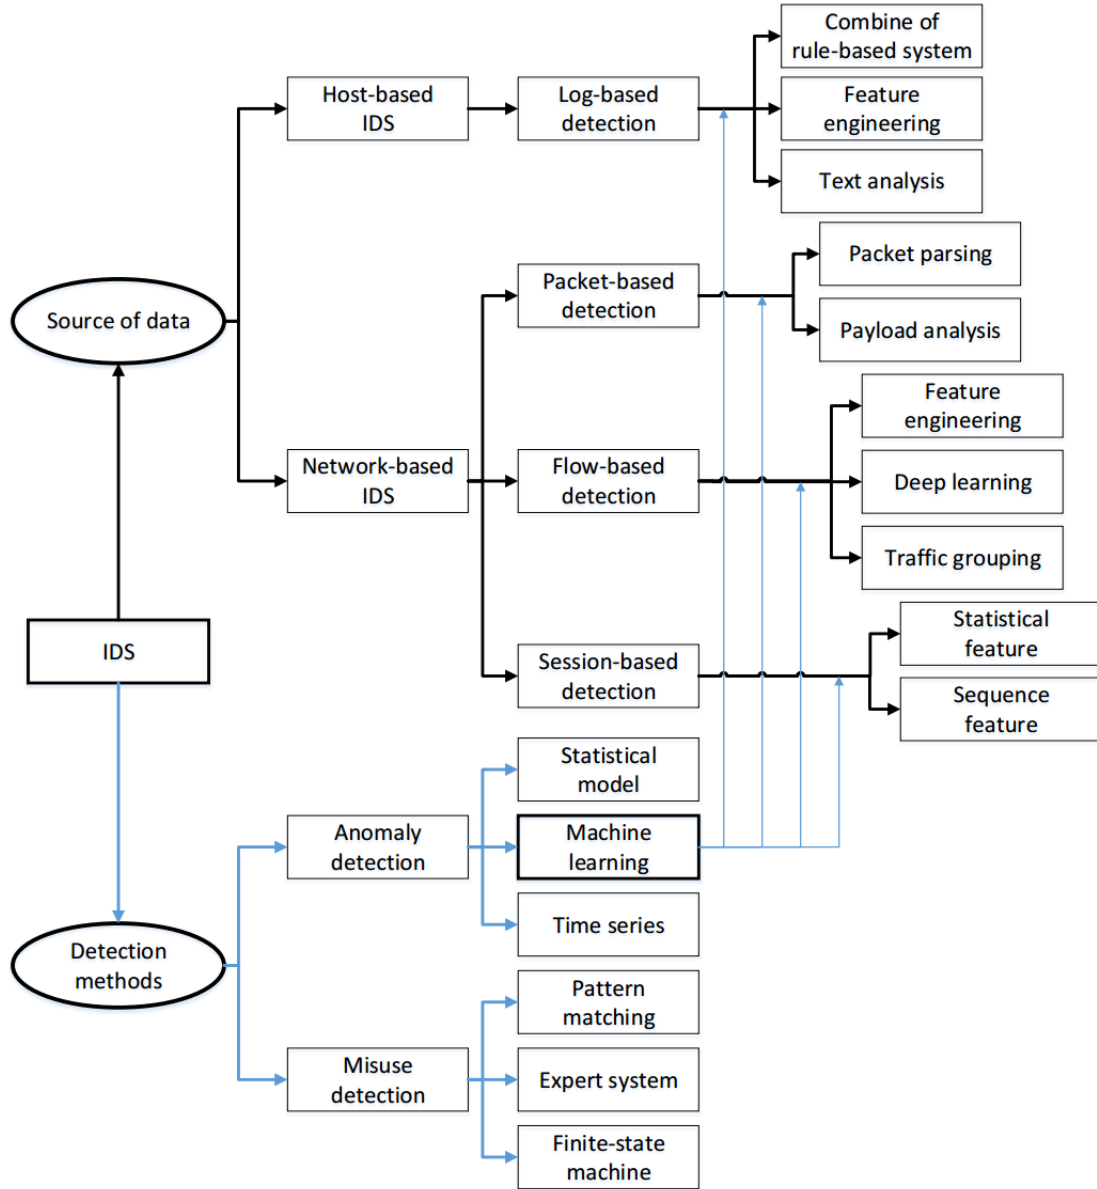 Combine of
rule-based system
Host-based
IDS
Log-based
detection
Feature
engineering
Text analysis
Packet parsing
Source of data
Packet-based
detection
Payload analysis
Feature
engineering
Network-based
IDS
Flow-based
detection
Deep learning
Traffic grouping
IDS
Statistical
feature
Session-based
detection
Sequence
feature
Statistical
model
Anomaly
detection
Machine
learning
Time series
Detection
methods
Pattern
matching
Misuse
detection
Expert system
Finite-state
machine